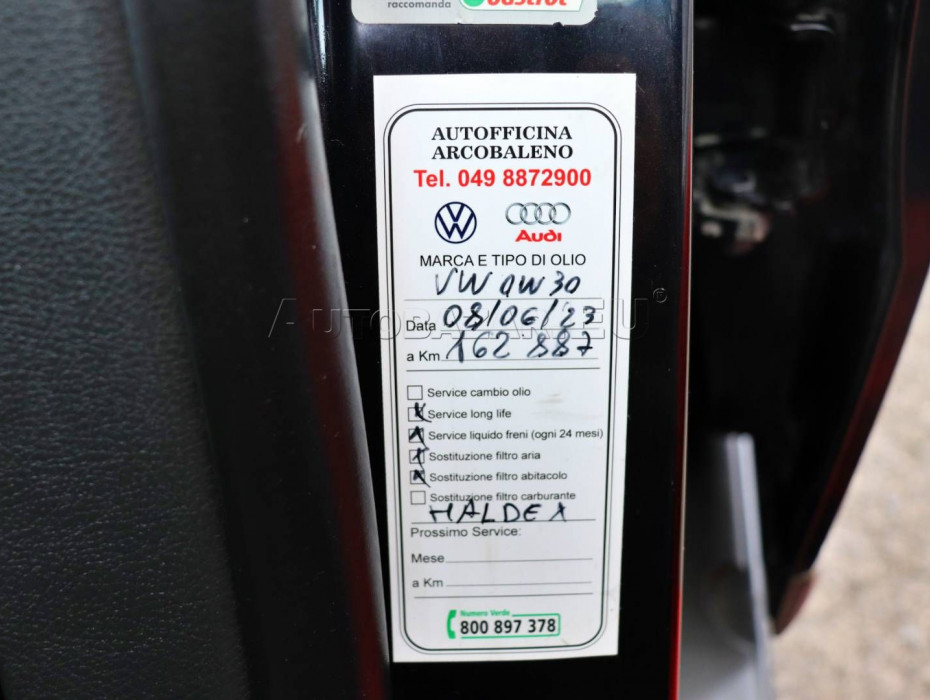 raccomanda
Castrol
AUTOFFICINA
ARCOBALENO
Tel. 049 8872900
Audi
MARCA E TIPO DI OLIO
VW 0W30
Data 08/06/23
a Km 162 887
Service cambio olio
Service long life
Service liquido freni (ogni 24 mesi)
Sostituzione filtro aria
Sostituzione filtro abitacolo
Sostituzione filtro carburante
HALDEX
Prossimo Service:
Mese
a Km
Numero Verde
800 897 378